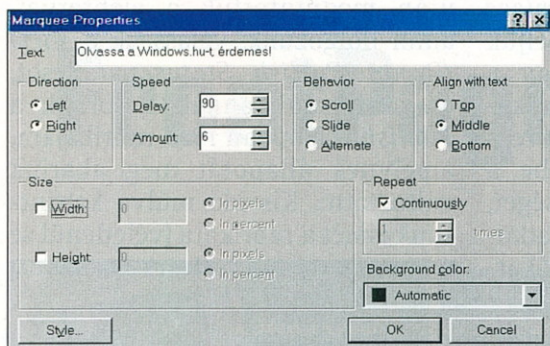 Marquee Properties
Text Olvassa a Windows.hu-t, érdemes!
Direction
Left
Right
Speed
Delay: 90
Amount: 6
Behavior
Scroll
Slide
Alternate
Align with text
Top
Middle
Bottom
Size
Width: 0
In pixels
In percent
Height: 0
In pixels
In percent
Repeat
Continuously
1 times
Background color:
Automatic
Style...
OK
Cancel